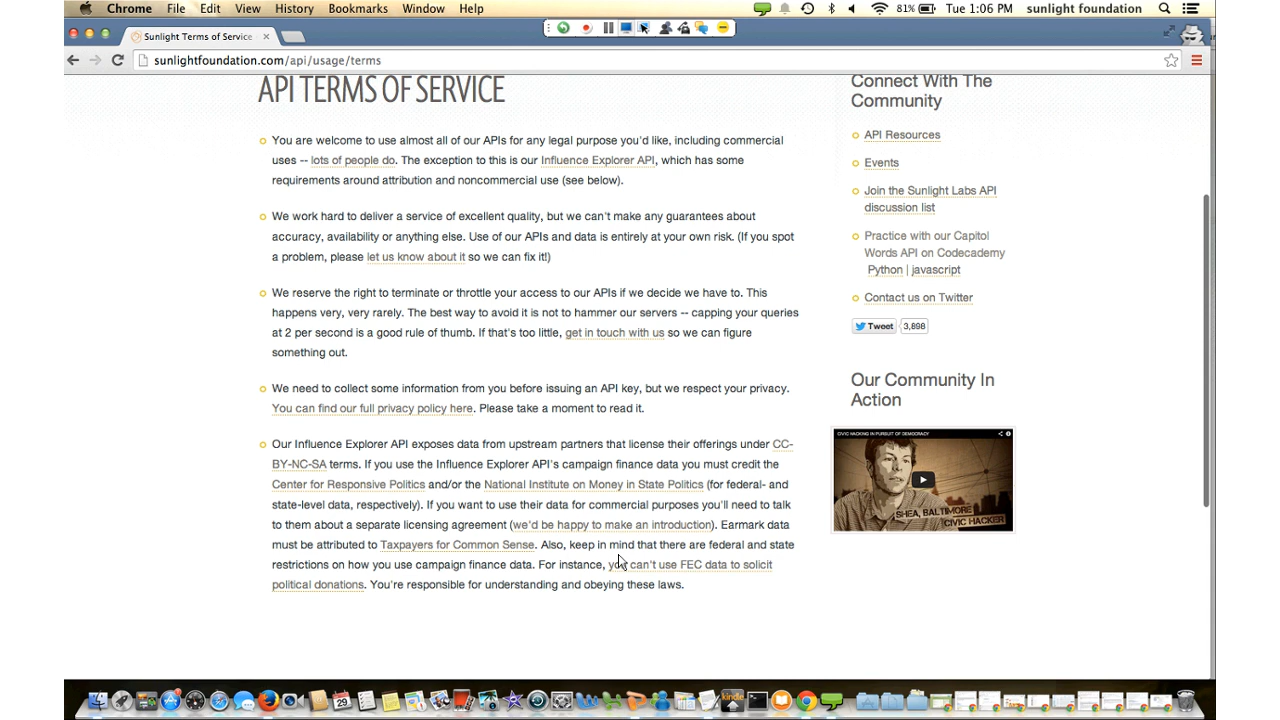 Chrome File Edit View History Bookmarks Window Help 81% Tue 1:06 PM sunlight foundation
Sunlight Terms of Service
sunlightfoundation.com/api/usage/terms
API TERMS OF SERVICE
You are welcome to use almost all of our APIs for any legal purpose you'd like, including commercial
uses -- lots of people do. The exception to this is our Influence Explorer API, which has some
requirements around attribution and noncommercial use (see below).
We work hard to deliver a service of excellent quality, but we can't make any guarantees about
accuracy, availability or anything else. Use of our APIs and data is entirely at your own risk. (If you spot
a problem, please let us know about it so we can fix it!)
We reserve the right to terminate or throttle your access to our APIs if we decide we have to. This
happens very, very rarely. The best way to avoid it is not to hammer our servers -- capping your queries
at 2 per second is a good rule of thumb. If that's too little, get in touch with us so we can figure
something out.
We need to collect some information from you before issuing an API key, but we respect your privacy.
You can find our full privacy policy here. Please take a moment to read it.
Our Influence Explorer API exposes data from upstream partners that license their offerings under CC-
BY-NC-SA terms. If you use the Influence Explorer API's campaign finance data you must credit the
Center for Responsive Politics and/or the National Institute on Money in State Politics (for federal- and
state-level data, respectively). If you want to use their data for commercial purposes you'll need to talk
to them about a separate licensing agreement (we'd be happy to make an introduction). Earmark data
must be attributed to Taxpayers for Common Sense. Also, keep in mind that there are federal and state
restrictions on how you use campaign finance data. For instance, you can't use FEC data to solicit
political donations. You're responsible for understanding and obeying these laws.
Connect With The
Community
API Resources
Events
Join the Sunlight Labs API
discussion list
Practice with our Capitol
Words API on Codecademy
Python | javascript
Contact us on Twitter
Tweet 3,898
Our Community In
Action
CIVIC HACKING IN PURSUIT OF DEMOCRACY
SHEA, BALTIMORE
CIVIC HACKER
29
kindle